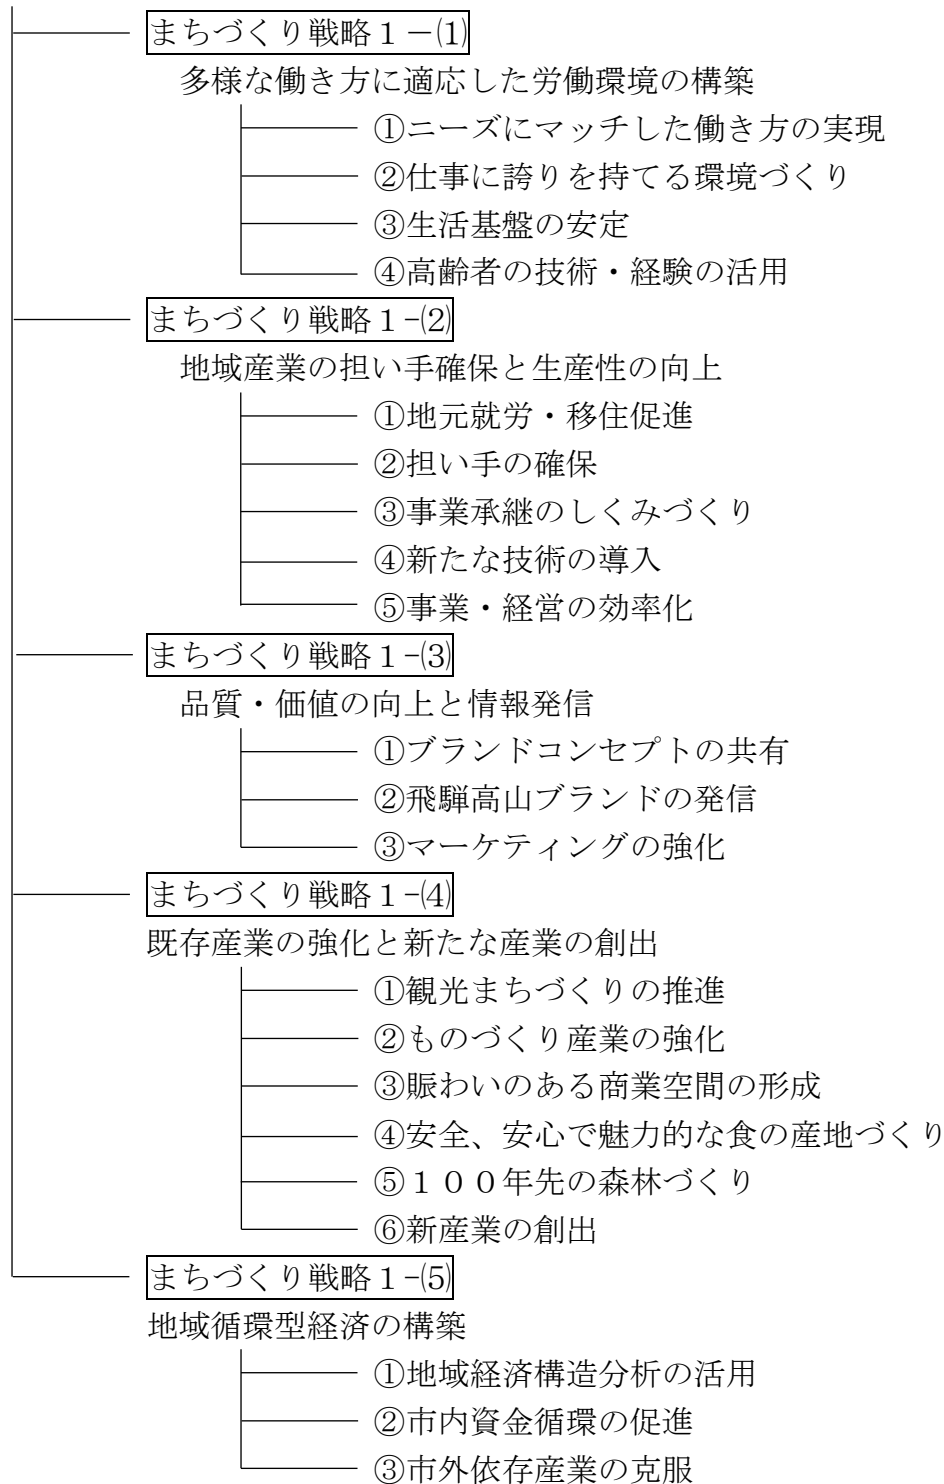 まちづくり戦略１－⑴
多様な働き方に適応した労働環境の構築
①ニーズにマッチした働き方の実現
②仕事に誇りを持てる環境づくり
③生活基盤の安定
④高齢者の技術・経験の活用
まちづくり戦略１-⑵
地域産業の担い手確保と生産性の向上
①地元就労・移住促進
②担い手の確保
③事業承継のしくみづくり
④新たな技術の導入
⑤事業・経営の効率化
まちづくり戦略１-⑶
品質・価値の向上と情報発信
①ブランドコンセプトの共有
②飛騨高山ブランドの発信
③マーケティングの強化
まちづくり戦略１-⑷
既存産業の強化と新たな産業の創出
①観光まちづくりの推進
②ものづくり産業の強化
③賑わいのある商業空間の形成
④安全、安心で魅力的な食の産地づくり
⑤１００年先の森林づくり
⑥新産業の創出
まちづくり戦略１-⑸
地域循環型経済の構築
①地域経済構造分析の活用
②市内資金循環の促進
③市外依存産業の克服